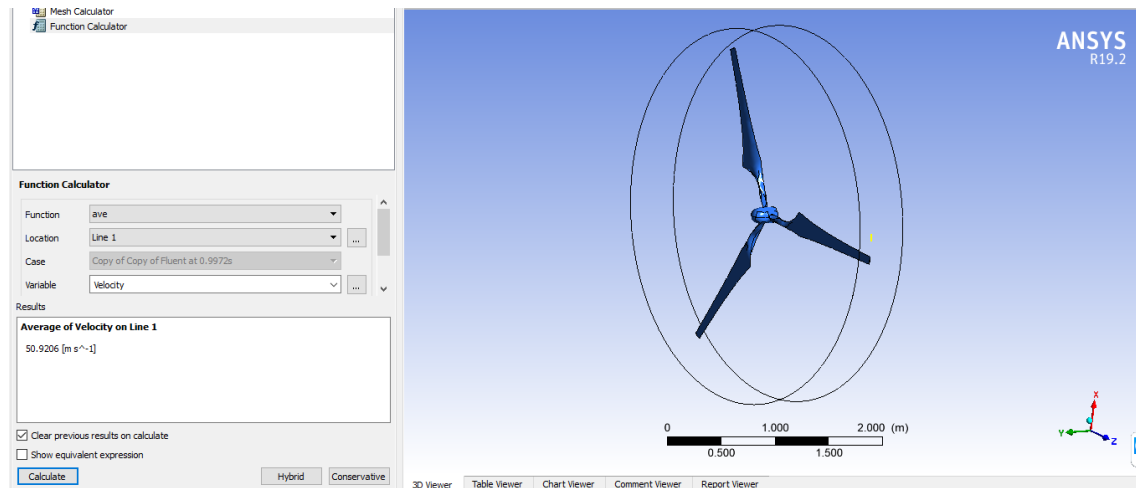 Mesh Calculator
Function Calculator
Function Calculator
Function ave
Location Line 1 ...
Case Copy of Copy of Fluent at 0.9972s
Variable Velocity ...
Results
Average of Velocity on Line 1
50.9206 [m s^-1]
Clear previous results on calculate
Show equivalent expression
Calculate Hybrid Conservative
ANSYS
R19.2
0 1.000 2.000 (m)
0.500 1.500
X
Y Z
3D Viewer Table Viewer Chart Viewer Comment Viewer Report Viewer